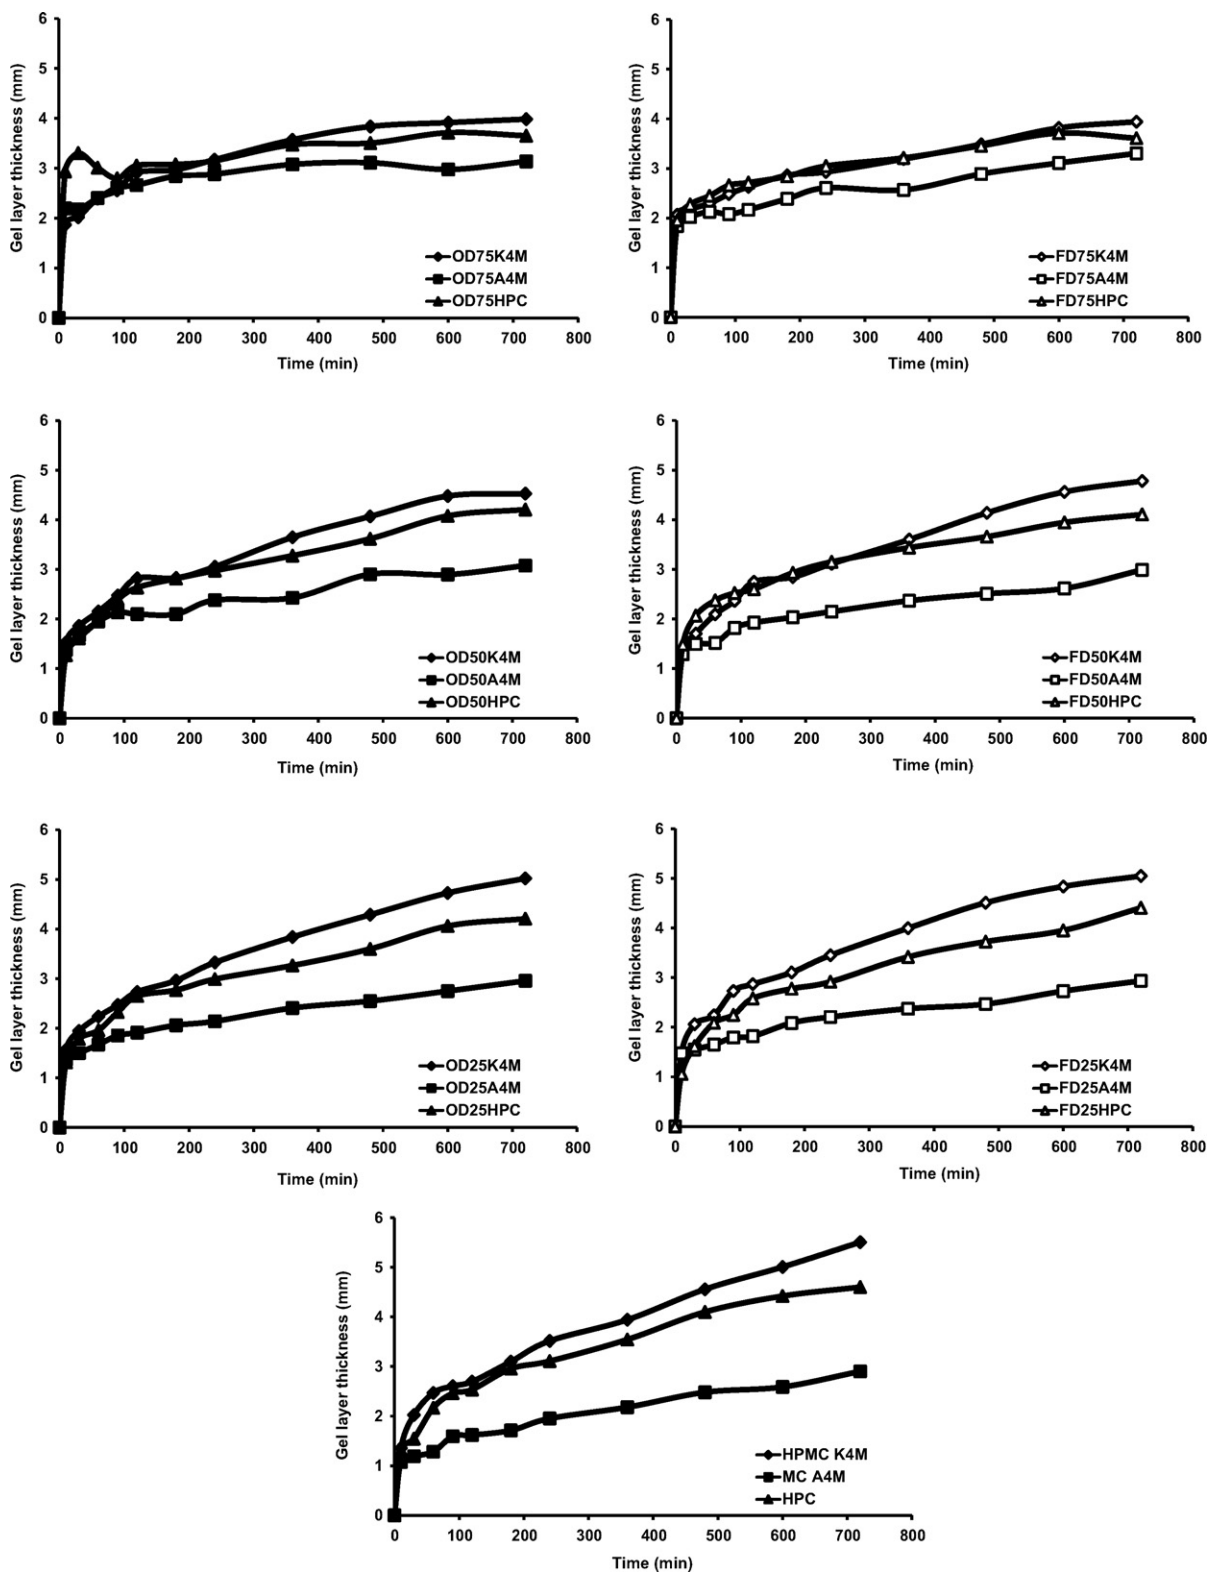 Gel layer thickness (mm)
6
5
4
3
2
1
0
OD75K4M
OD75A4M
OD75HPC
0 100 200 300 400 500 600 700 800
Time (min)
Gel layer thickness (mm)
6
5
4
3
2
1
0
FD75K4M
FD75A4M
FD75HPC
0 100 200 300 400 500 600 700 800
Time (min)
Gel layer thickness (mm)
6
5
4
3
2
1
0
OD50K4M
OD50A4M
OD50HPC
0 100 200 300 400 500 600 700 800
Time (min)
Gel layer thickness (mm)
6
5
4
3
2
1
0
FD50K4M
FD50A4M
FD50HPC
0 100 200 300 400 500 600 700 800
Time (min)
Gel layer thickness (mm)
6
5
4
3
2
1
0
OD25K4M
OD25A4M
OD25HPC
0 100 200 300 400 500 600 700 800
Time (min)
Gel layer thickness (mm)
6
5
4
3
2
1
0
FD25K4M
FD25A4M
FD25HPC
0 100 200 300 400 500 600 700 800
Time (min)
Gel layer thickness (mm)
6
5
4
3
2
1
0
HPMC K4M
MC A4M
HPC
0 100 200 300 400 500 600 700 800
Time (min)